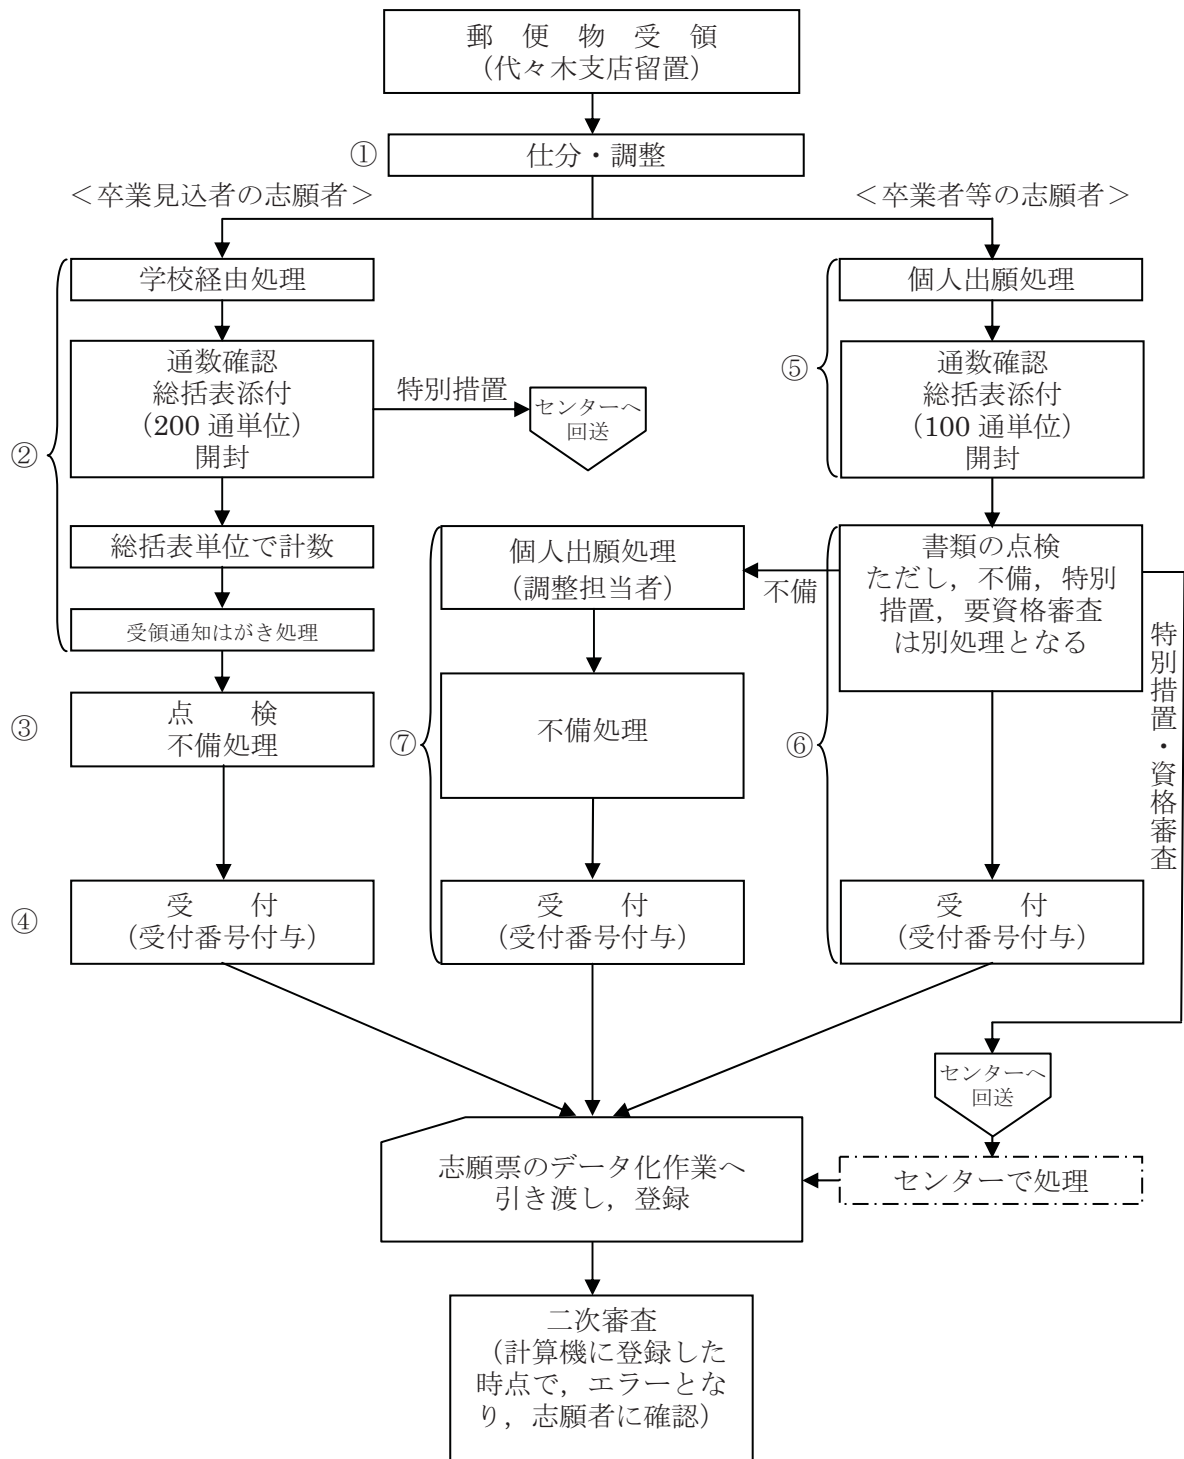 郵　便　物　受　領
（代々木支店留置）
①
仕分・調整
＜卒業見込者の志願者＞
＜卒業者等の志願者＞
②
学校経由処理
通数確認
総括表添付
（200 通単位）
開封
特別措置
センターへ
回送
総括表単位で計数
受領通知はがき処理
③
点　　検
不備処理
④
受　　付
（受付番号付与）
⑤
個人出願処理
通数確認
総括表添付
（100 通単位）
開封
⑥
書類の点検
ただし，不備，特別
措置，要資格審査
は別処理となる
不備
⑦
個人出願処理
（調整担当者）
不備処理
受　　付
（受付番号付与）
受　　付
（受付番号付与）
特別措置・資格審査
センターへ
回送
センターで処理
志願票のデータ化作業へ
引き渡し，登録
二次審査
（計算機に登録した
時点で，エラーとな
り，志願者に確認）